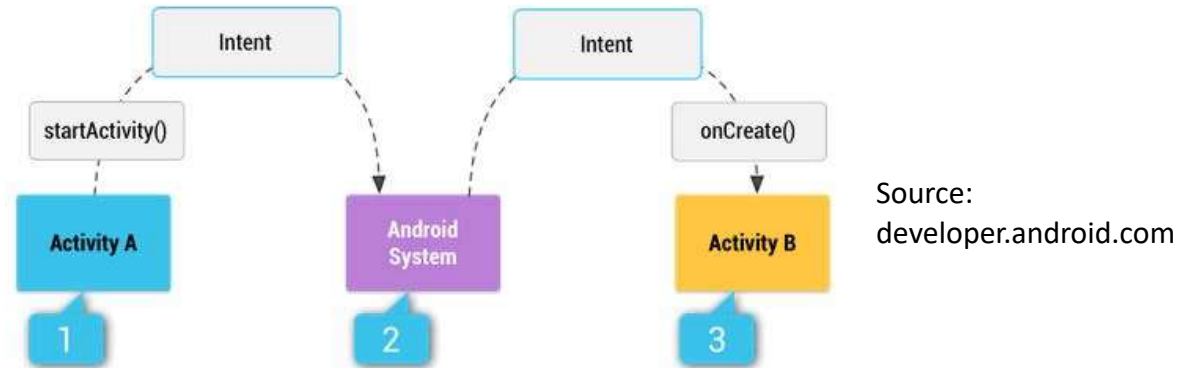 Intent
Intent
startActivity()
onCreate()
Activity A
Android
System
Activity B
Source:
developer.android.com
1
2
3